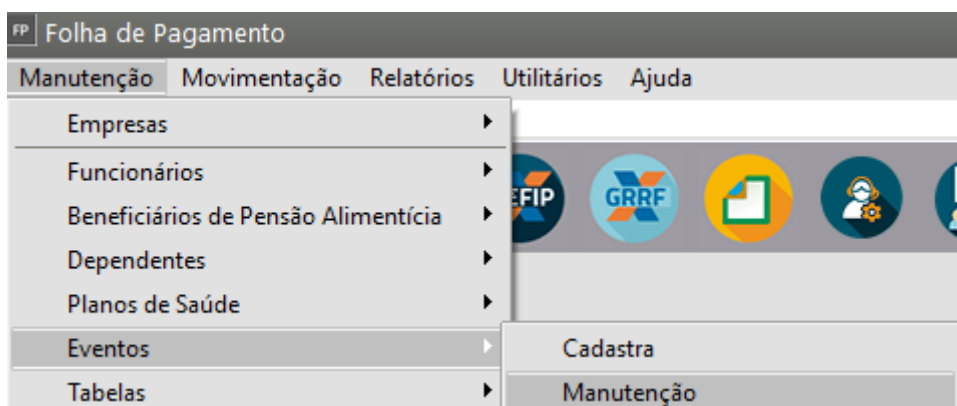 FP Folha de Pagamento
Manutenção Movimentação Relatórios Utilitários Ajuda
Empresas
Funcionários
EFIP GRRF
Beneficiários de Pensão Alimentícia
Dependentes
Planos de Saúde
Eventos Cadastra
Tabelas Manutenção